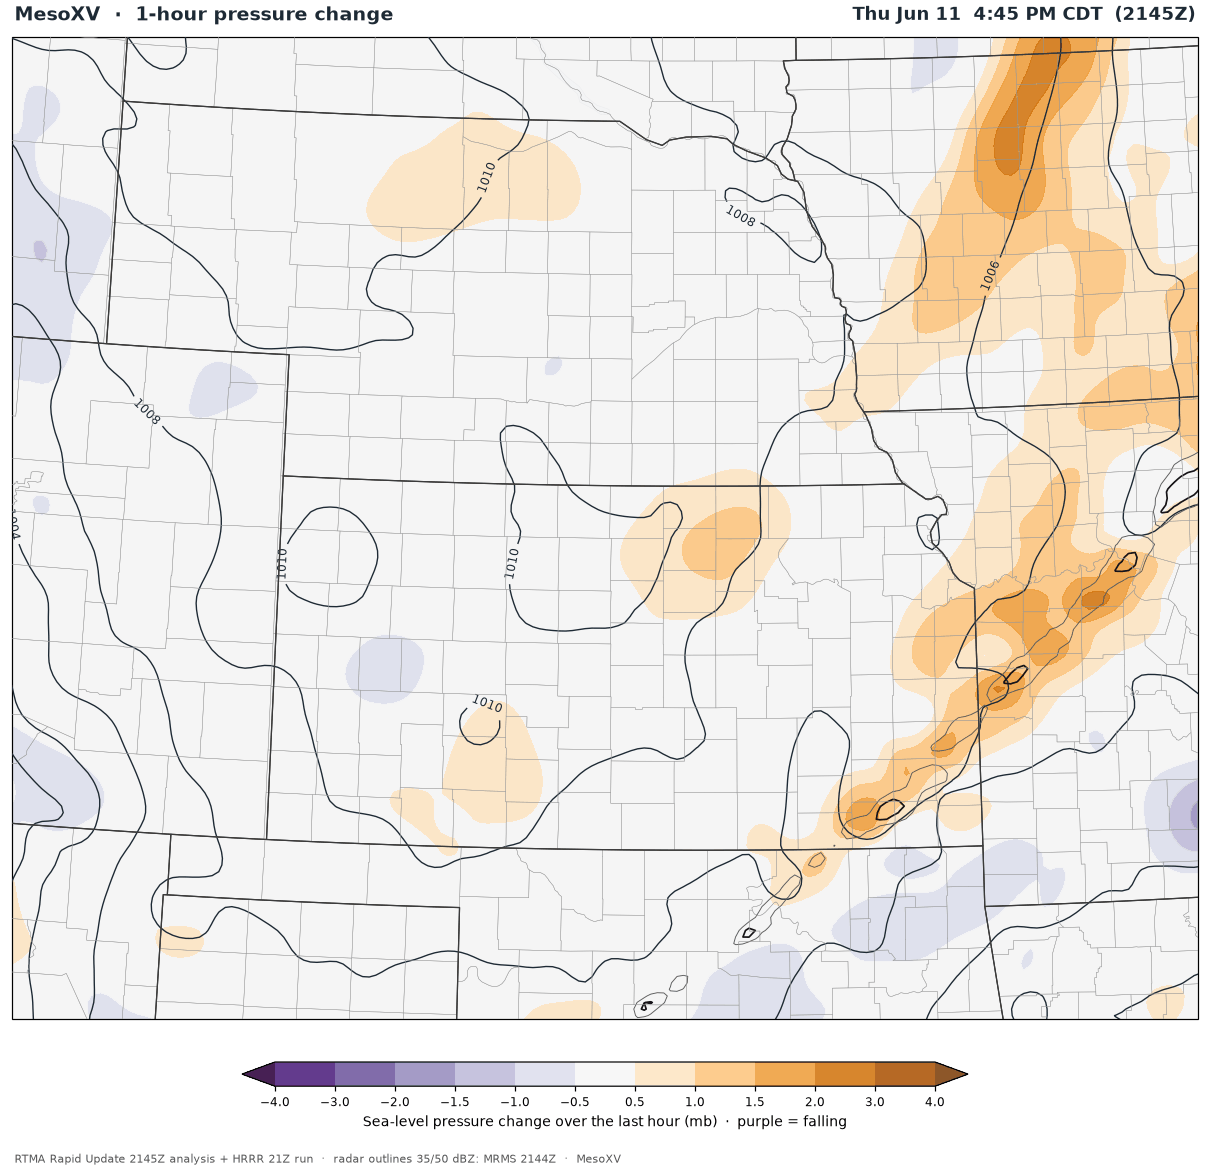 MesoXV · 1-hour pressure change
Thu Jun 11 4:45 PM CDT (2145Z)
1010
1008
1006
1008
1004
1010
1010
1010
−4.0 −3.0 −2.0 −1.5 −1.0 −0.5 0.5 1.0 1.5 2.0 3.0 4.0
Sea-level pressure change over the last hour (mb) · purple = falling
RTMA Rapid Update 2145Z analysis + HRRR 21Z run · radar outlines 35/50 dBZ: MRMS 2144Z · MesoXV